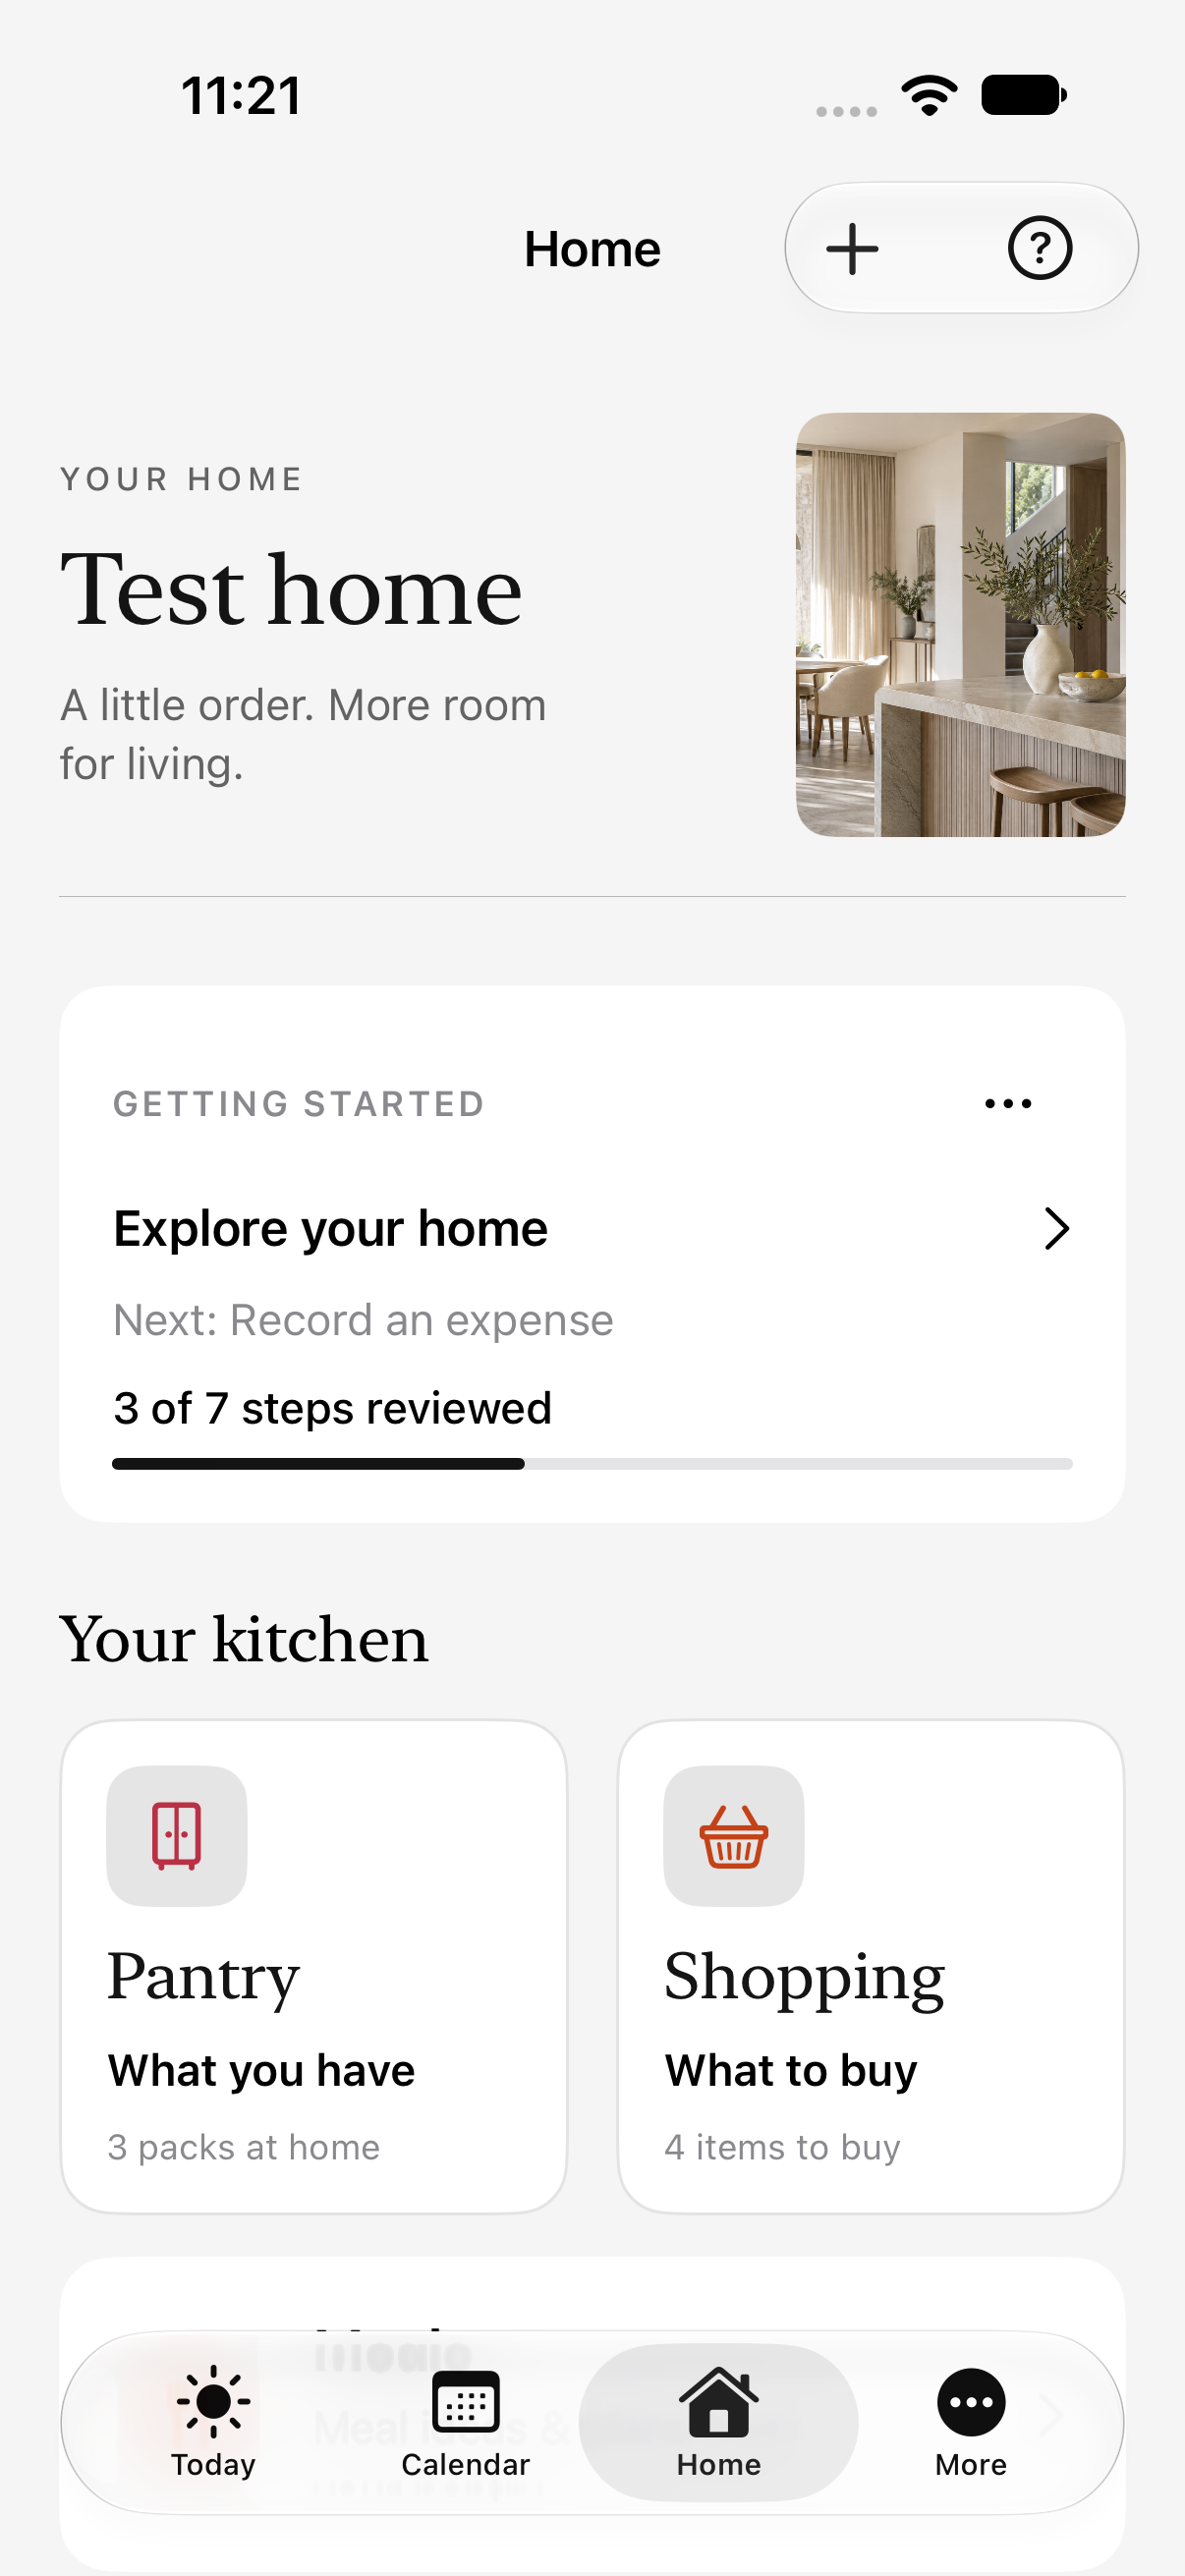 11:21
Home
YOUR HOME
Test home
A little order. More room
for living.
GETTING STARTED
Explore your home
Next: Record an expense
3 of 7 steps reviewed
Your kitchen
Pantry
What you have
3 packs at home
Shopping
What to buy
4 items to buy
Meal ideas &
Today
Calendar
Home
More